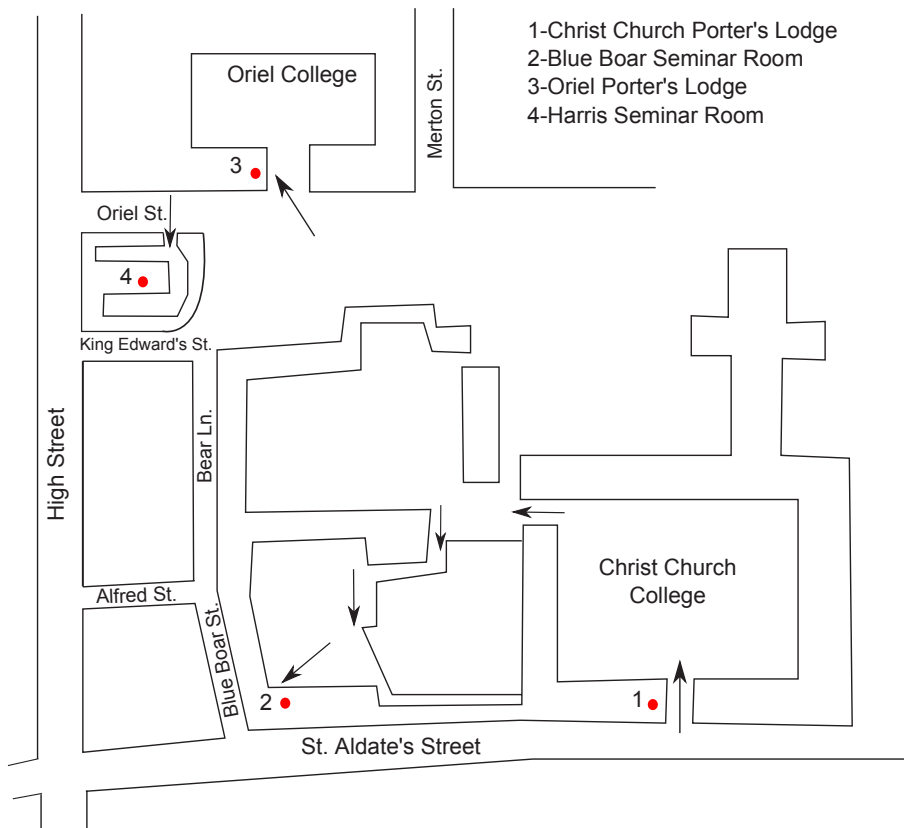 1-Christ Church Porter's Lodge
2-Blue Boar Seminar Room
3-Oriel Porter's Lodge
4-Harris Seminar Room
Oriel College
Merton St.
3
Oriel St.
4
King Edward's St.
High Street
Bear Ln.
Alfred St.
Blue Boar St.
Christ Church
College
2
1
St. Aldate's Street